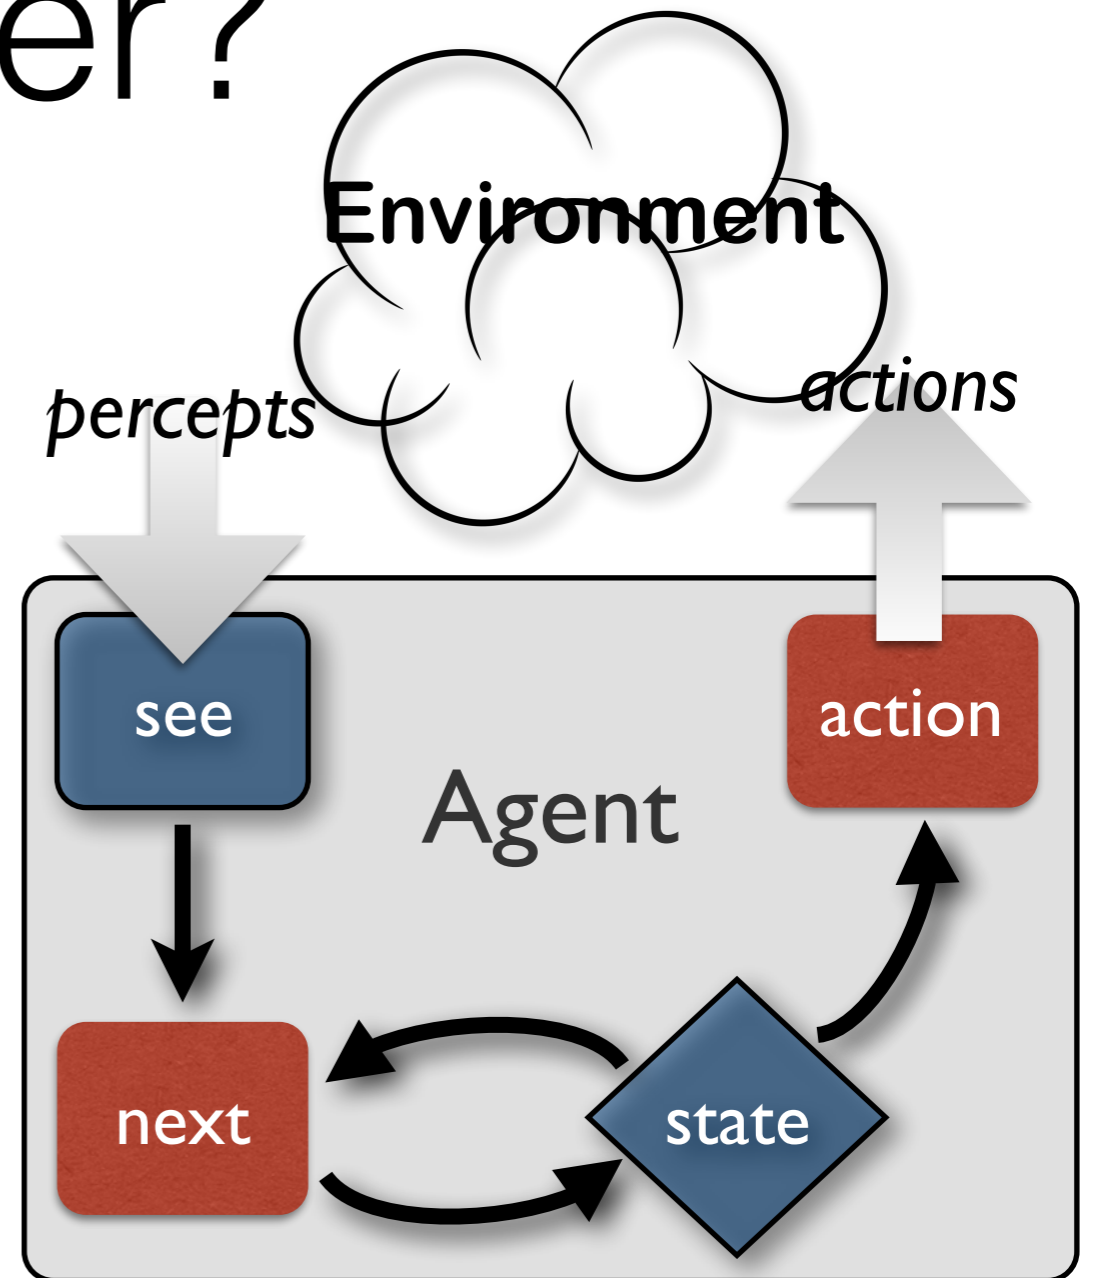 er?
Environment
percepts
actions
see
action
Agent
next
state